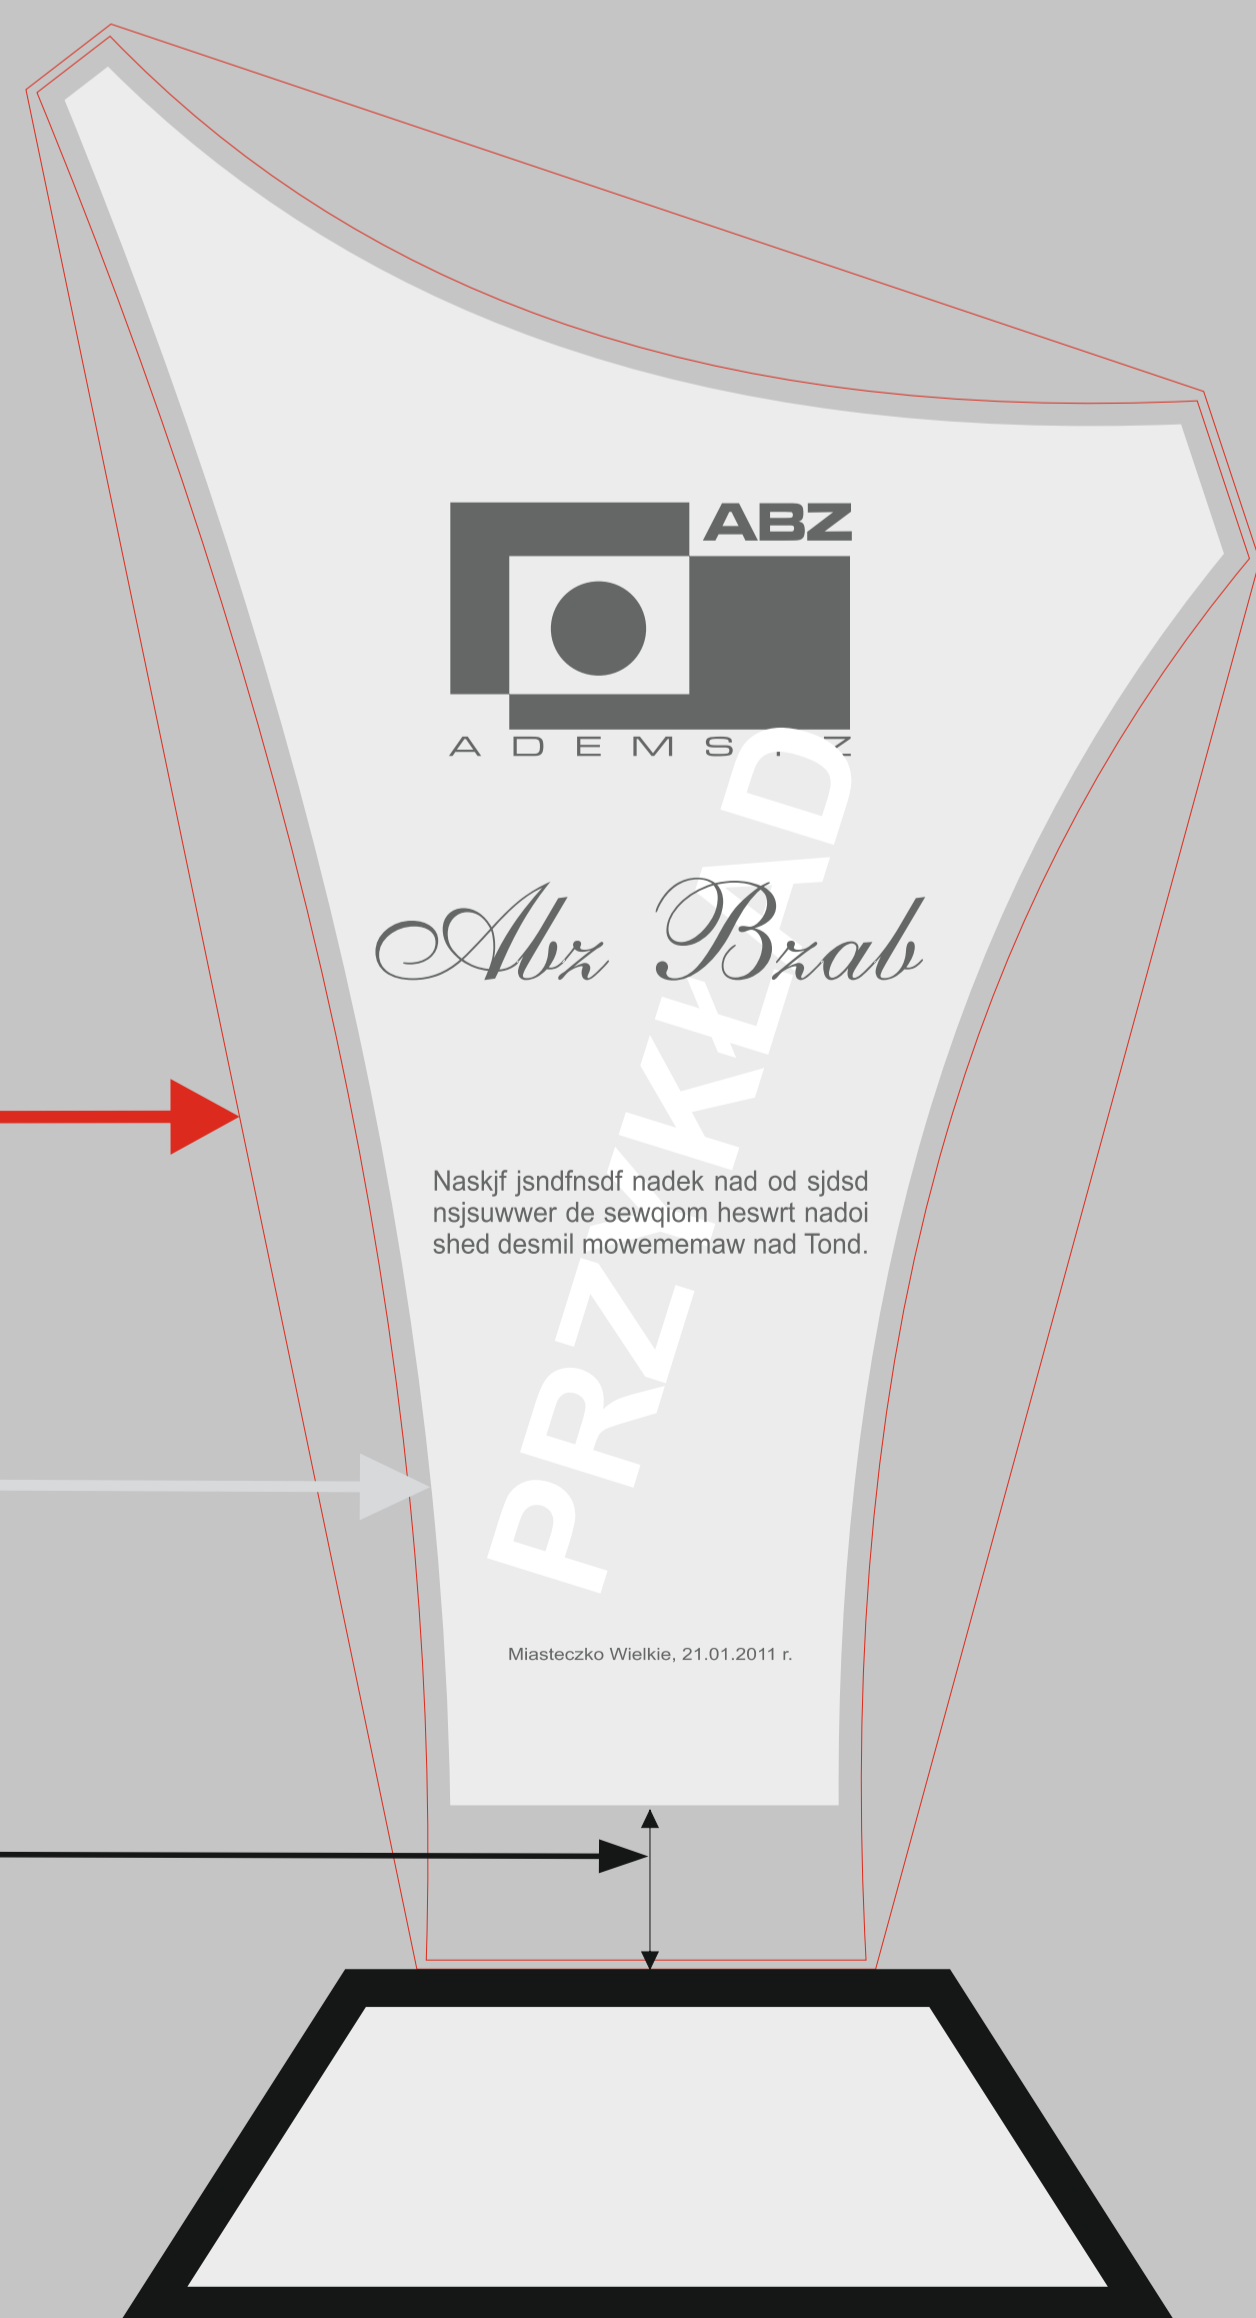 ABZ
Abz Bzab
Naskjf jsndfnsdf nadek nad od sjdsd
nsjsuwwer de sewqiom heswrt nadoi
shed desmil mowememaw nad Tond.
PRZYKŁAD
Miasteczko Wielkie, 21.01.2011 r.